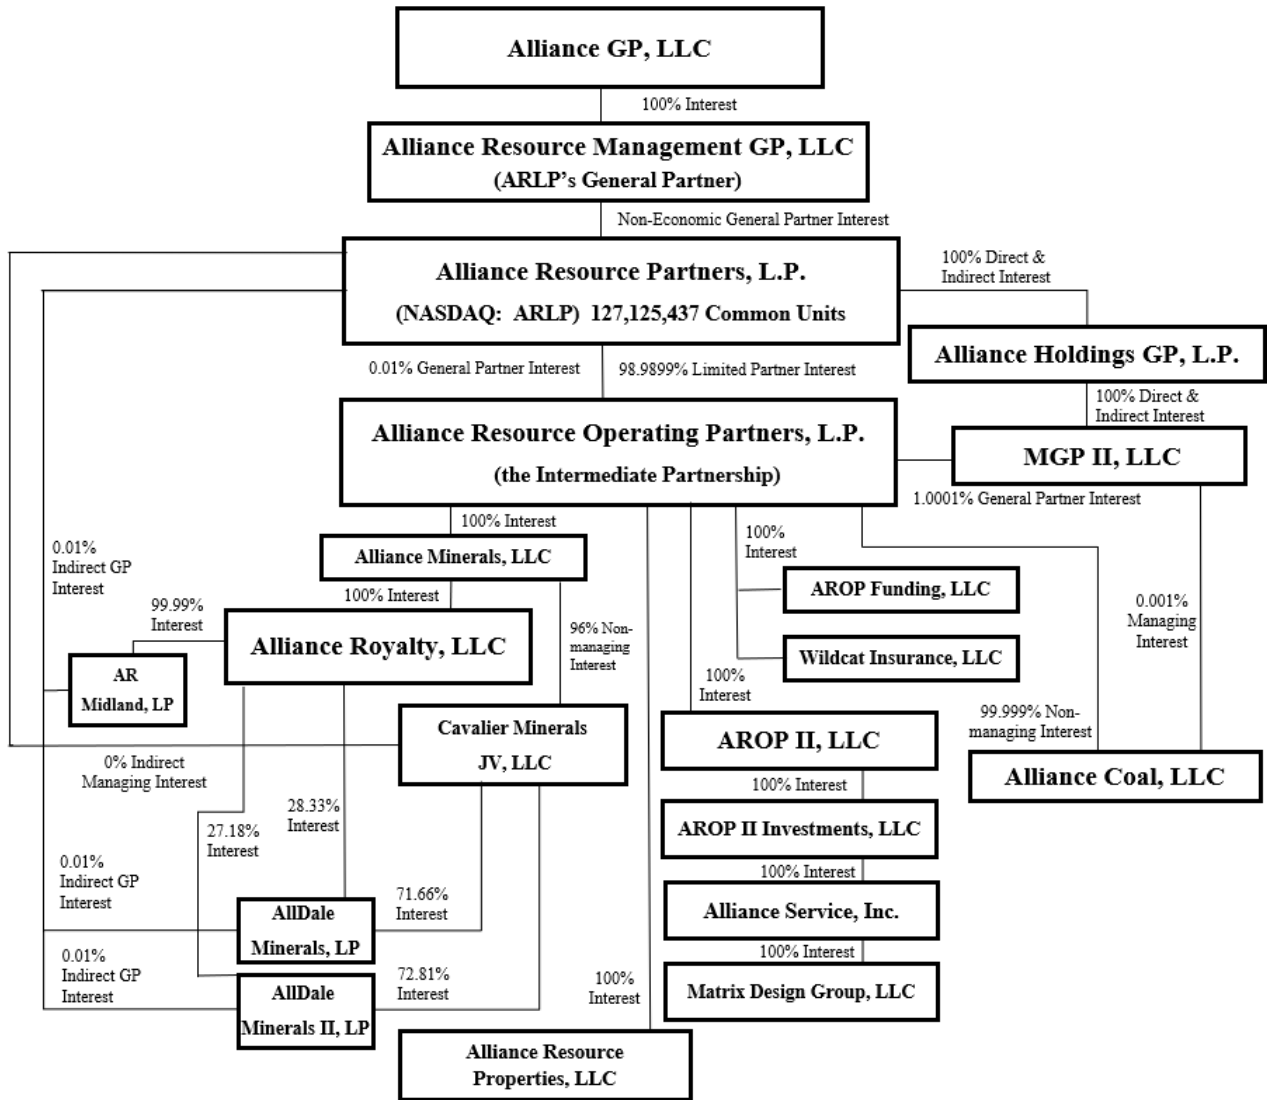 Alliance GP, LLC
100% Interest
Alliance Resource Management GP, LLC
(ARLP’s General Partner)
Non-Economic General Partner Interest
Alliance Resource Partners, L.P.
(NASDAQ: ARLP) 127,125,437 Common Units
100% Direct &
Indirect Interest
Alliance Holdings GP, L.P.
0.01% General Partner Interest
98.9899% Limited Partner Interest
100% Direct &
Indirect Interest
Alliance Resource Operating Partners, L.P.
(the Intermediate Partnership)
MGP II, LLC
1.0001% General Partner Interest
100% Interest
Alliance Minerals, LLC
100%
Interest
0.01%
Indirect GP
Interest
AROP Funding, LLC
100% Interest
99.99%
Interest
0.001%
Managing
Interest
Alliance Royalty, LLC
96% Non-
managing
Interest
Wildcat Insurance, LLC
AR
Midland, LP
100%
Interest
99.999% Non-
managing Interest
Cavalier Minerals
JV, LLC
AROP II, LLC
0% Indirect
Managing Interest
Alliance Coal, LLC
100% Interest
28.33%
Interest
27.18%
Interest
AROP II Investments, LLC
0.01%
Indirect GP
Interest
100% Interest
71.66%
Interest
AllDale
Minerals, LP
Alliance Service, Inc.
0.01%
Indirect GP
Interest
100% Interest
72.81%
Interest
100%
Interest
AllDale
Minerals II, LP
Matrix Design Group, LLC
Alliance Resource
Properties, LLC